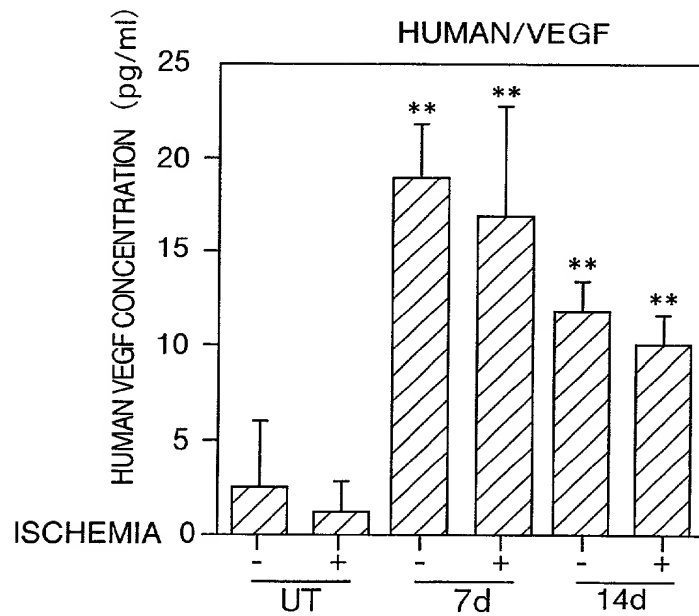 HUMAN/VEGF
HUMAN VEGF CONCENTRATION (pg/ml)
25
20
15
10
5
0
** ** ** **
ISCHEMIA
- + - + - +
UT 7d 14d